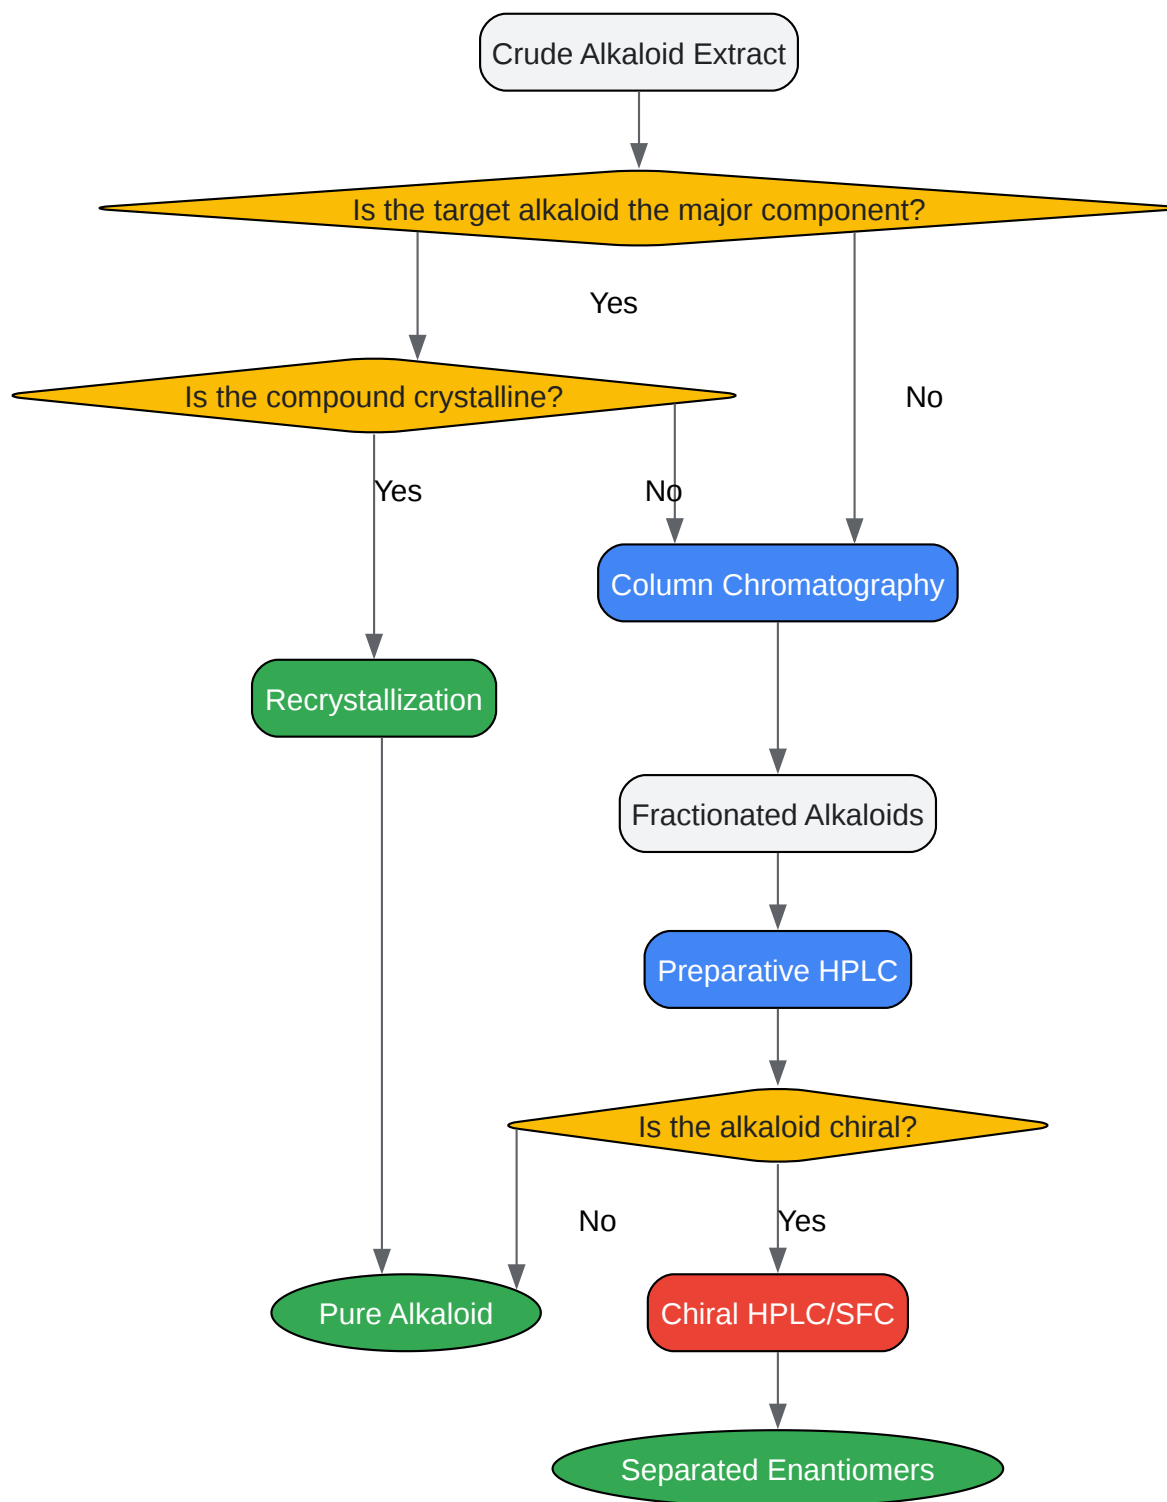 Crude Alkaloid Extract
Is the target alkaloid the major component?
Yes
Is the compound crystalline?
No
Yes
No
Column Chromatography
Recrystallization
Fractionated Alkaloids
Preparative HPLC
Is the alkaloid chiral?
No
Yes
Pure Alkaloid
Chiral HPLC/SFC
Separated Enantiomers